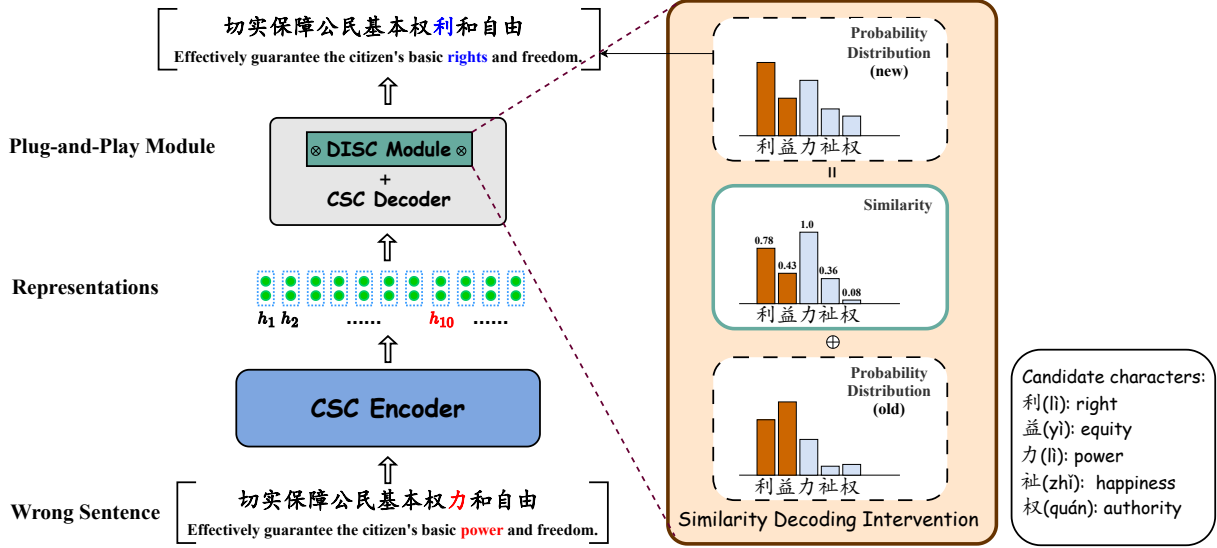 切实保障公民基本权利和自由
Effectively guarantee the citizen's basic rights and freedom.
Plug-and-Play Module
⊗ DISC Module ⊗
+
CSC Decoder
Representations
h1 h2 ...... h10 ......
CSC Encoder
Wrong Sentence
切实保障公民基本权力和自由
Effectively guarantee the citizen's basic power and freedom.
Probability
Distribution
(new)
利益力祉权
=
Similarity
0.78
0.43
1.0
0.36
0.08
利益力祉权
⊕
Probability
Distribution
(old)
利益力祉权
Similarity Decoding Intervention
Candidate characters:
利(lì): right
益(yì): equity
力(lì): power
祉(zhǐ): happiness
权(quán): authority